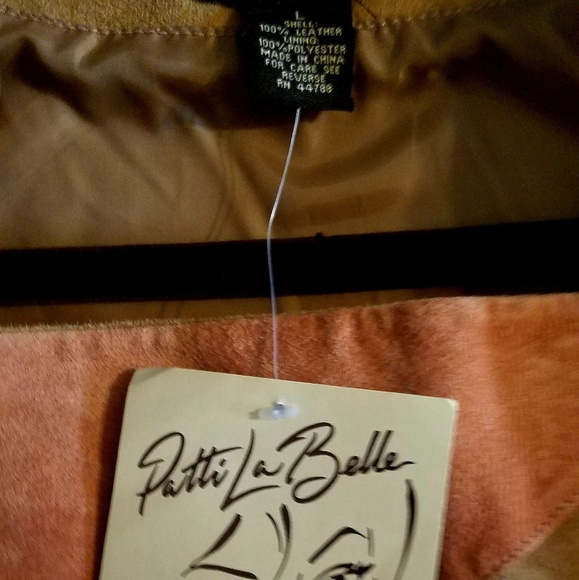 L
SHELL:
100% LEATHER
LINING:
100% POLYESTER
MADE IN CHINA
FOR CARE SEE
REVERSE
RN 44788
Patti LaBelle